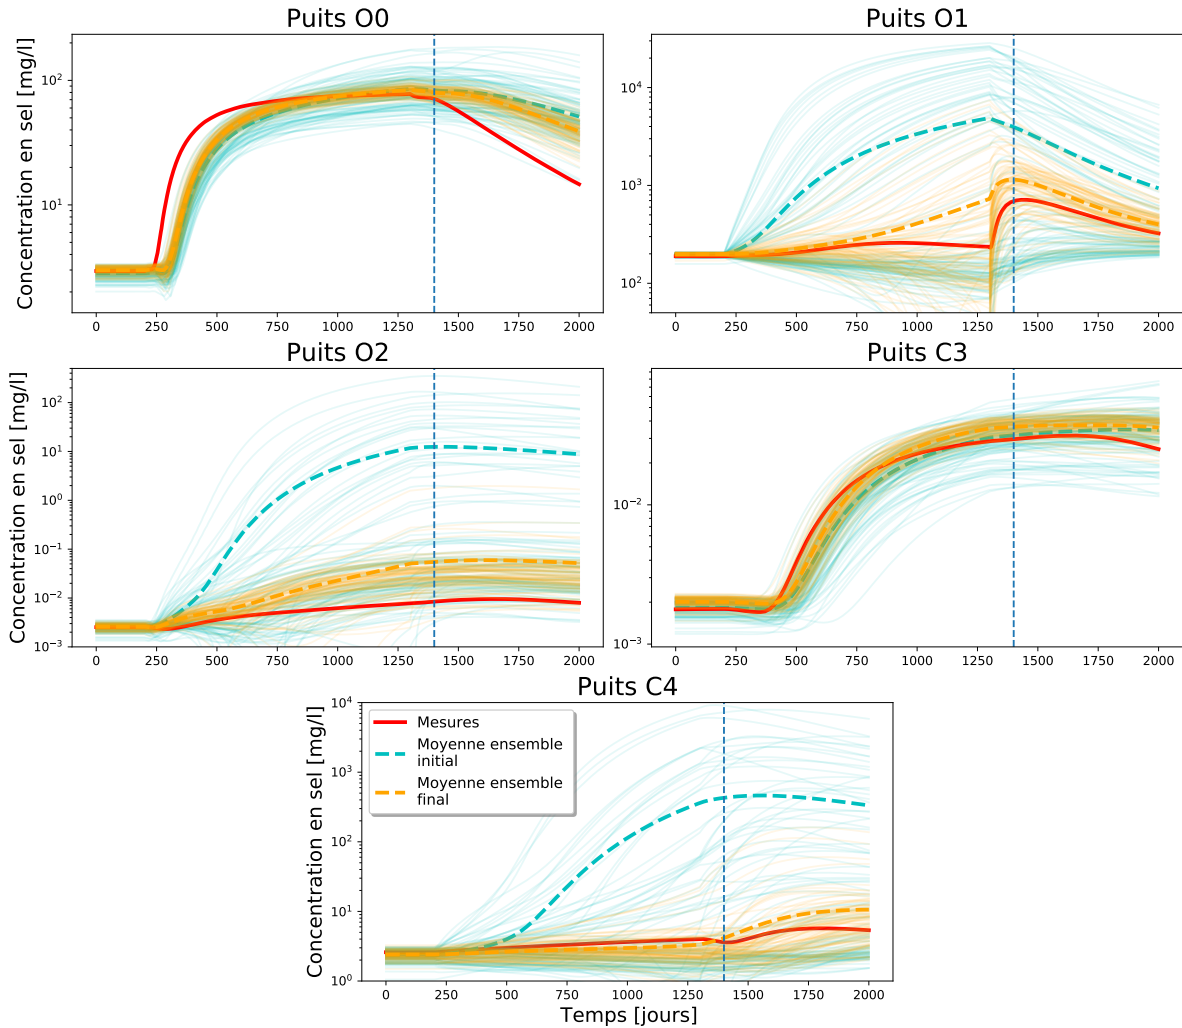 Puits O0
Puits O1
Concentration en sel [mg/l]
10²
10¹
0 250 500 750 1000 1250 1500 1750 2000
10⁴
10³
10²
0 250 500 750 1000 1250 1500 1750 2000
Puits O2
Puits C3
Concentration en sel [mg/l]
10²
10¹
10⁰
10⁻¹
10⁻²
10⁻³
0 250 500 750 1000 1250 1500 1750 2000
10⁻²
10⁻³
0 250 500 750 1000 1250 1500 1750 2000
Puits C4
Concentration en sel [mg/l]
10⁴
10³
10²
10¹
10⁰
Mesures
Moyenne ensemble
initial
Moyenne ensemble
final
0 250 500 750 1000 1250 1500 1750 2000
Temps [jours]